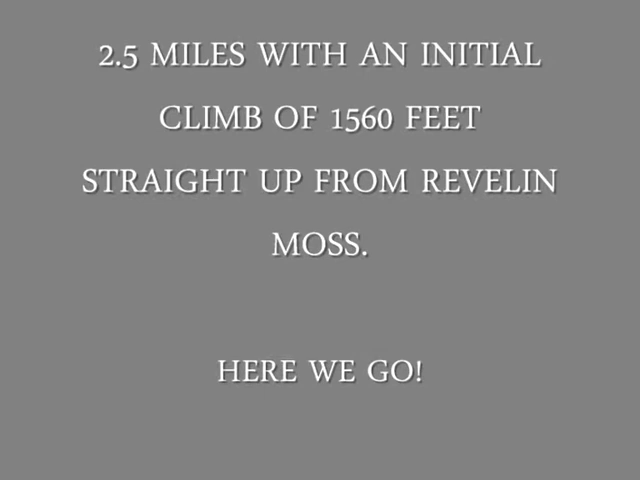 2.5 MILES WITH AN INITIAL
CLIMB OF 1560 FEET
STRAIGHT UP FROM REVELIN
MOSS.
HERE WE GO!